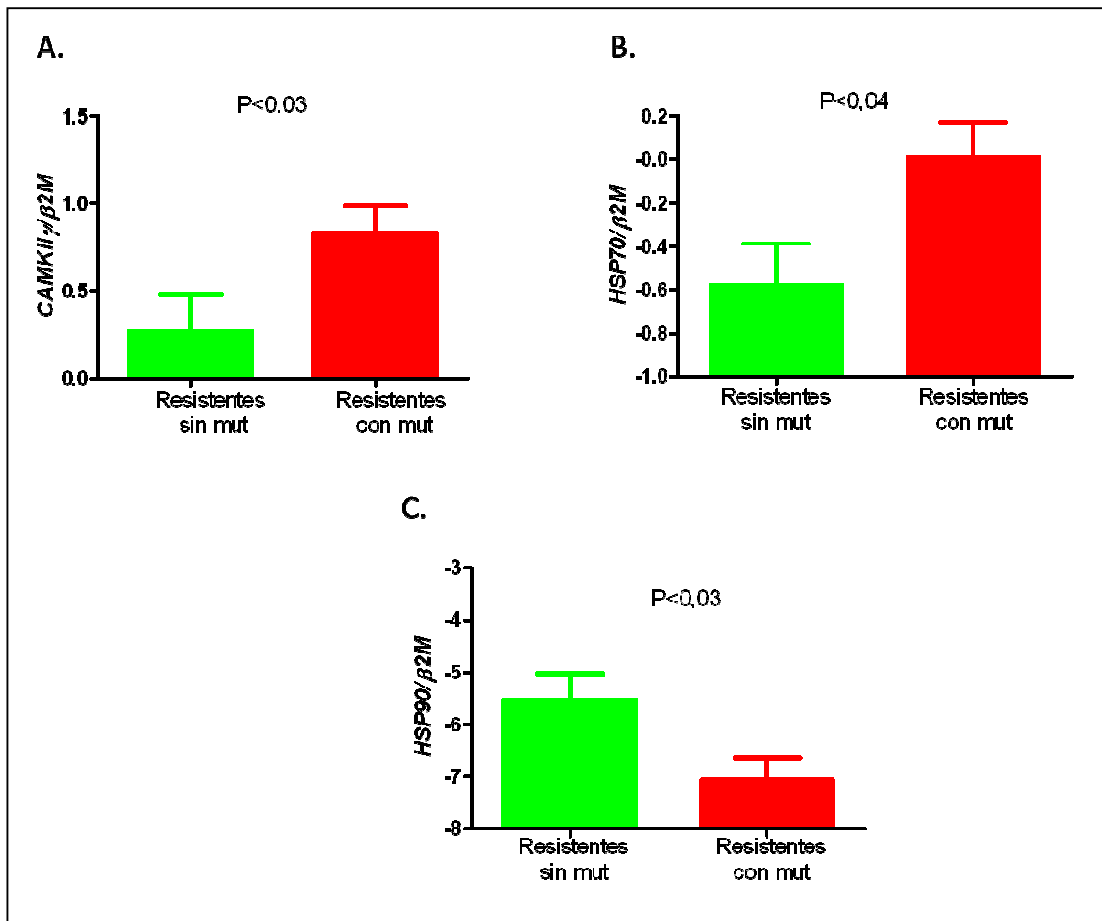 A.
P<0.03
1.5
1.0
0.5
0.0
CAMKIIγ/β2M
Resistentes
sin mut
Resistentes
con mut
B.
P<0,04
0.2
-0.0
-0.2
-0.4
-0.6
-0.8
-1.0
HSP70/β2M
Resistentes
sin mut
Resistentes
con mut
C.
P<0,03
-3
-4
-5
-6
-7
-8
HSP90/β2M
Resistentes
sin mut
Resistentes
con mut